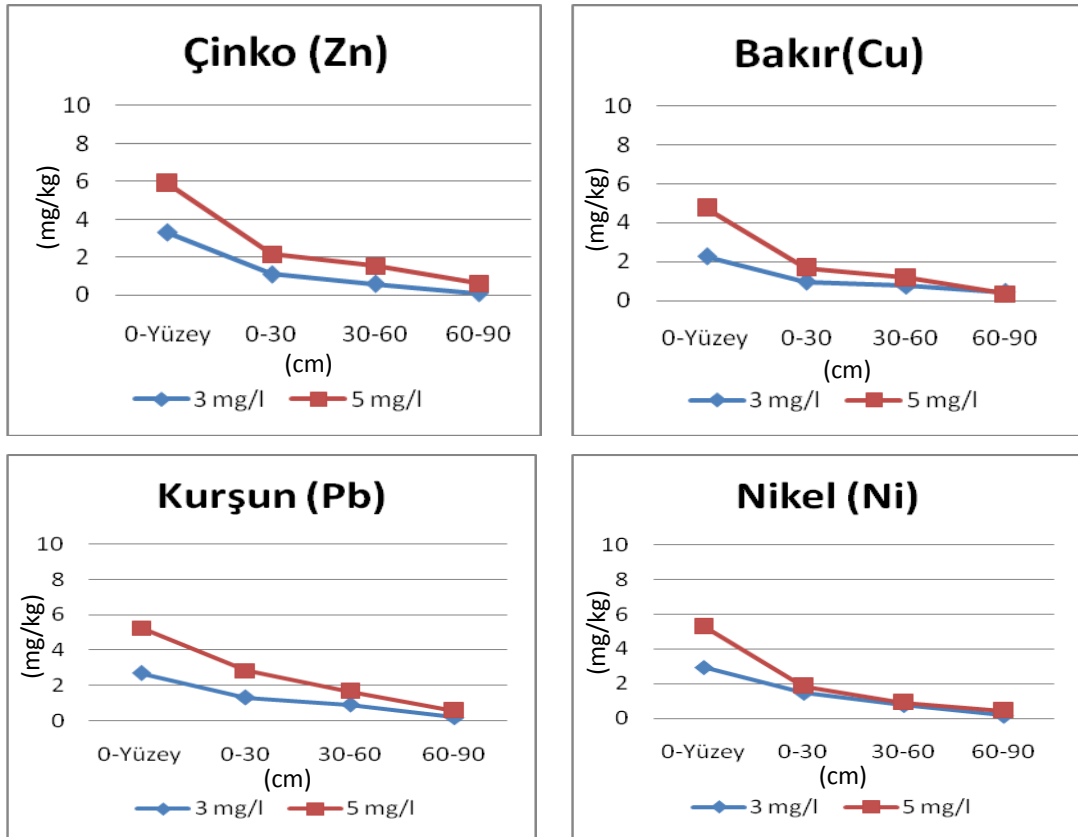 Çinko (Zn)
10
8
6
4
2
0
(mg/kg)
0-Yüzey 0-30 30-60 60-90
(cm)
3 mg/l 5 mg/l
Bakır(Cu)
10
8
6
4
2
0
(mg/kg)
0-Yüzey 0-30 30-60 60-90
(cm)
3 mg/l 5 mg/l
Kurşun (Pb)
10
8
6
4
2
0
(mg/kg)
0-Yüzey 0-30 30-60 60-90
(cm)
3 mg/l 5 mg/l
Nikel (Ni)
10
8
6
4
2
0
(mg/kg)
0-Yüzey 0-30 30-60 60-90
(cm)
3 mg/l 5 mg/l